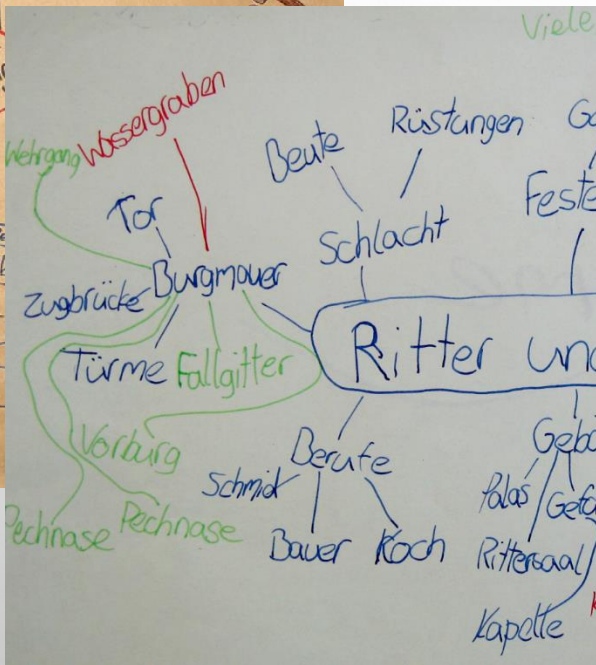 Viele
Wassergraben
Wehrgang
Tor
Beute
Rüstungen
Feste
Schlacht
Burgmauer
Zugbrücke
Türme
Fallgitter
Ritter und
Vorburg
Berufe
Schmid
Pechnase
Pechnase
Bauer
Koch
Palas
Rittersaal
Kapelle